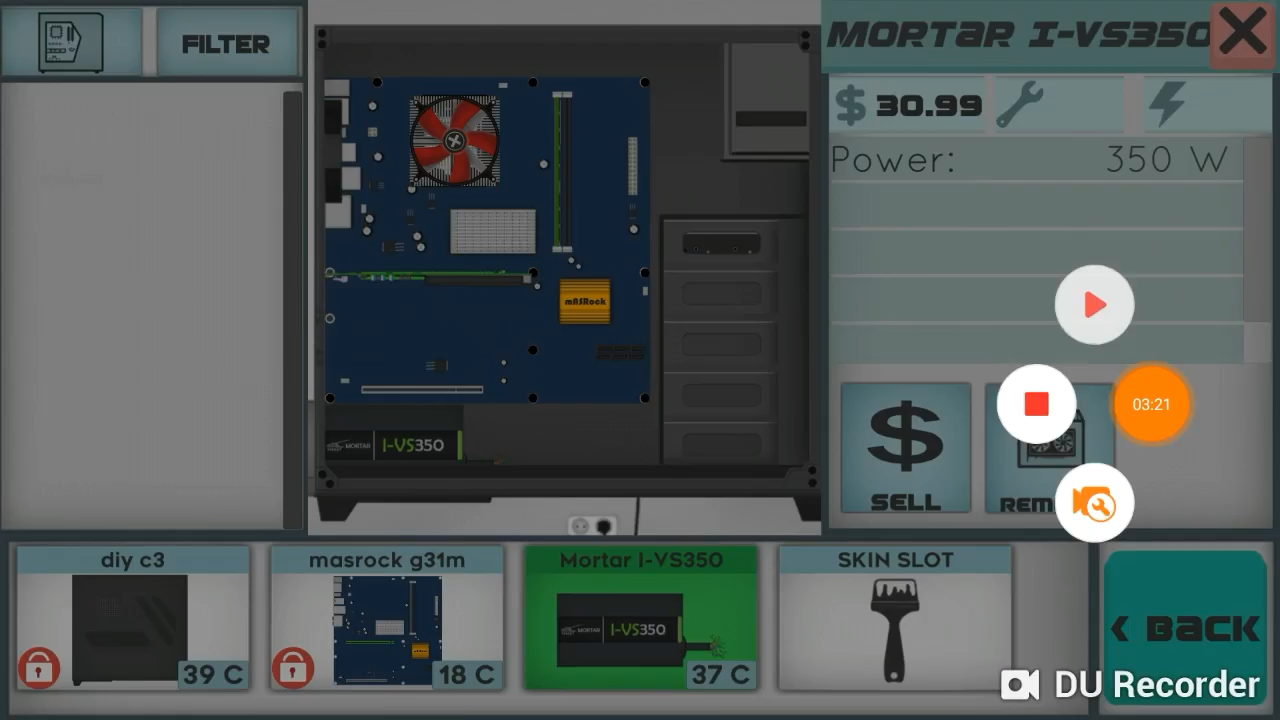 FILTER
MORTAR I-VS350
$ 30.99
Power: 350 W
mASRock
MORTAR I-VS350
03:21
$
SELL
REM
diy c3
masrock g31m
Mortar I-VS350
SKIN SLOT
MORTAR I-VS350
39 C
18 C
37 C
< BACK
DU Recorder